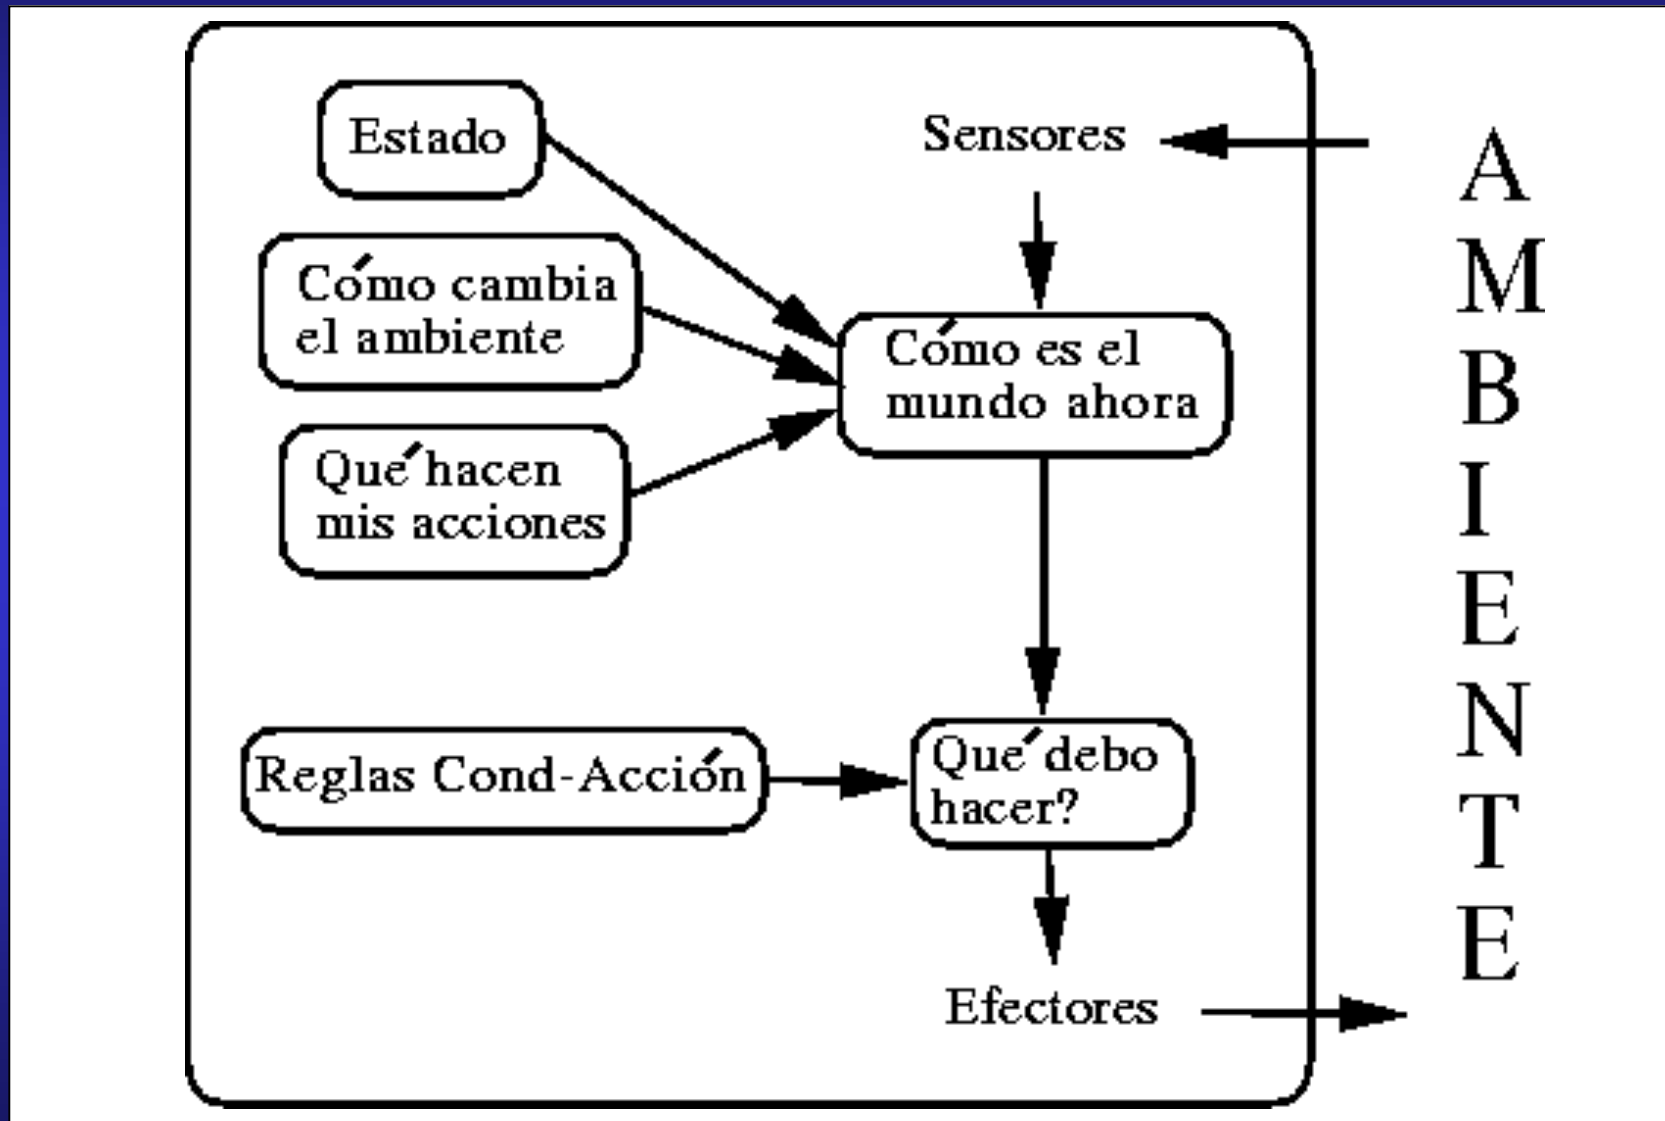 Estado
Sensores
Cómo cambia
el ambiente
Cómo es el
mundo ahora
Qué hacen
mis acciones
Reglas Cond-Acción
Qué debo
hacer?
Efectores
AMBIENTE